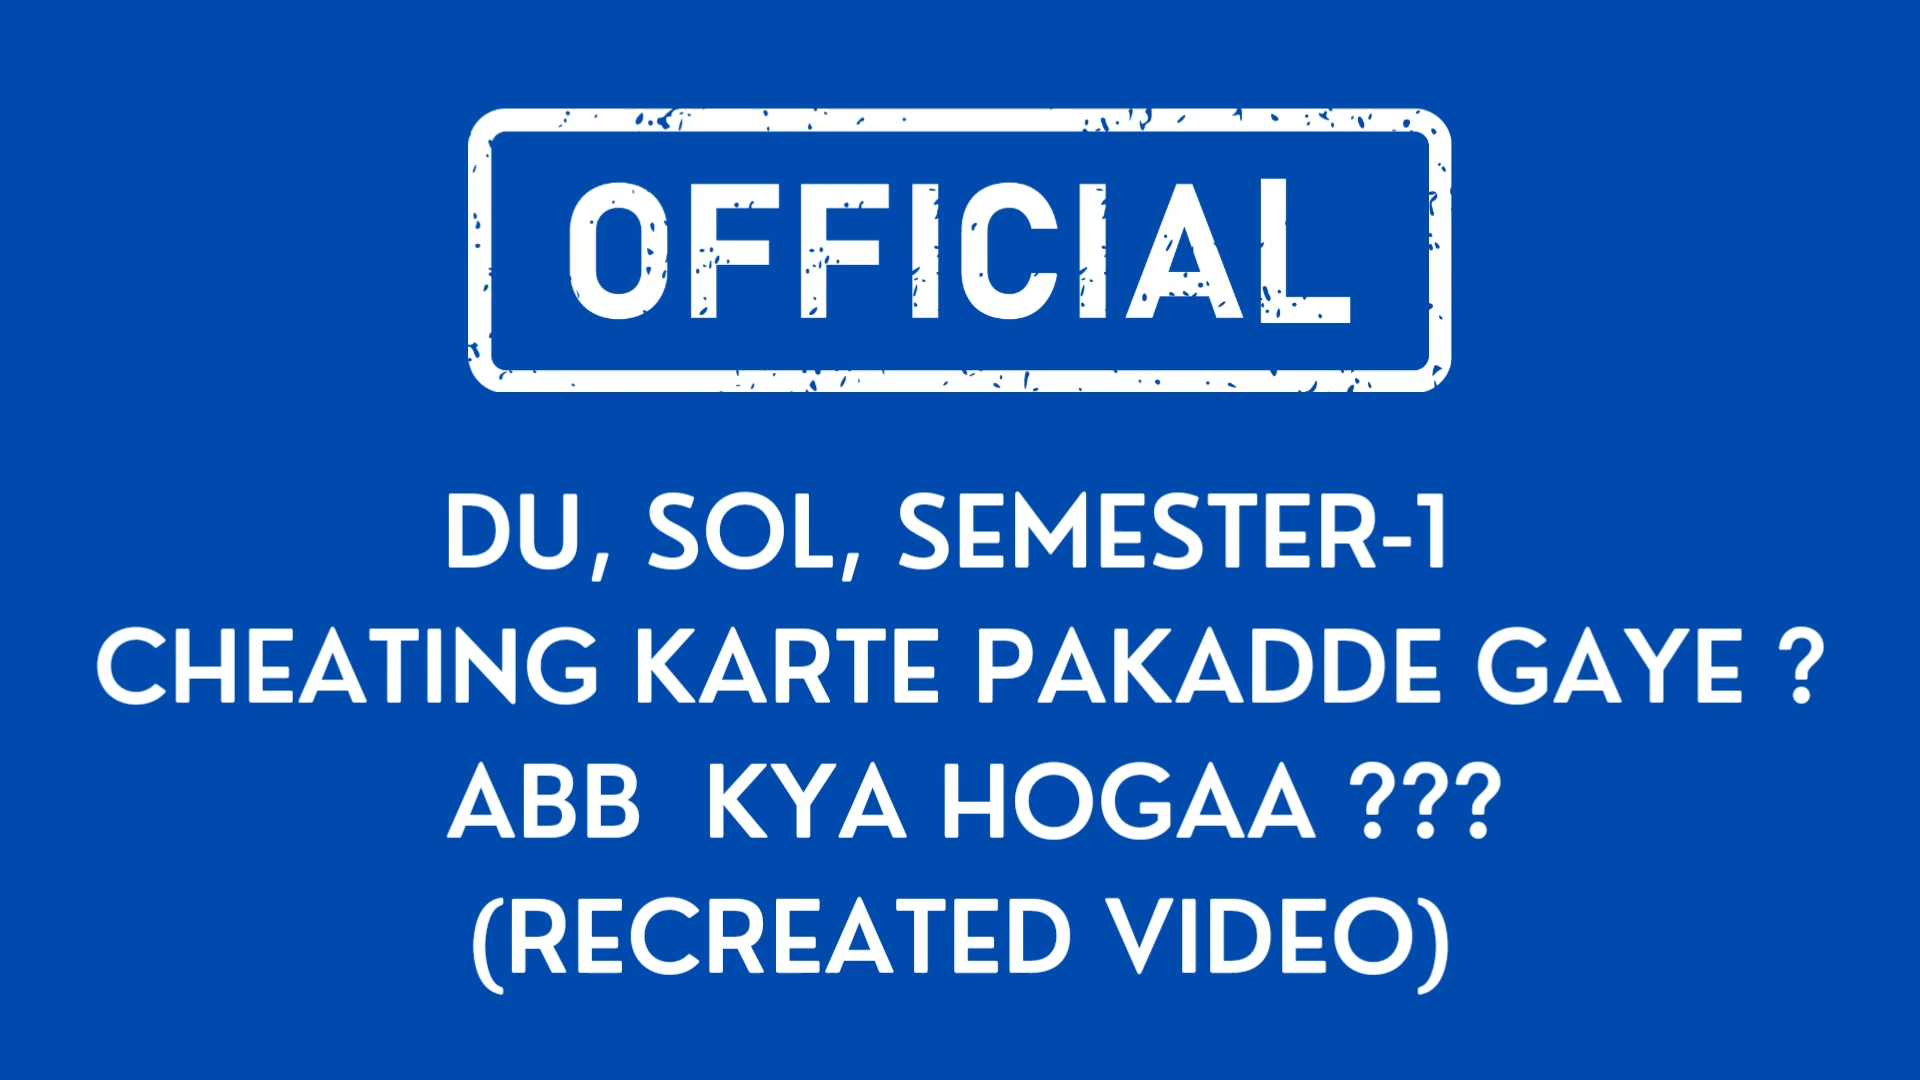 OFFICIAL
DU, SOL, SEMESTER-1
CHEATING KARTE PAKADDE GAYE ?
ABB KYA HOGAA ???
(RECREATED VIDEO)